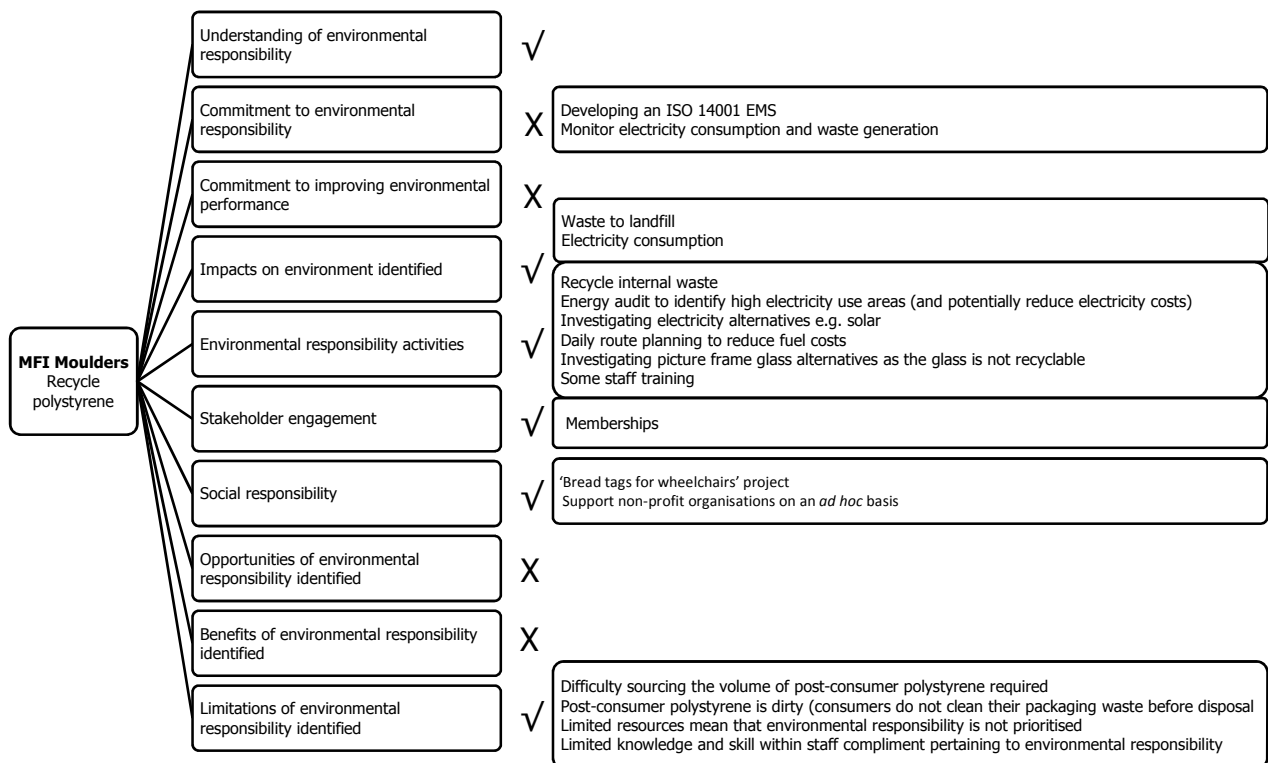 MFI Moulders
Recycle
polystyrene
Understanding of environmental
responsibility
√
Commitment to environmental
responsibility
X
Developing an ISO 14001 EMS
Monitor electricity consumption and waste generation
Commitment to improving environmental
performance
X
Impacts on environment identified
√
Waste to landfill
Electricity consumption
Environmental responsibility activities
√
Recycle internal waste
Energy audit to identify high electricity use areas (and potentially reduce electricity costs)
Investigating electricity alternatives e.g. solar
Daily route planning to reduce fuel costs
Investigating picture frame glass alternatives as the glass is not recyclable
Some staff training
Stakeholder engagement
√
Memberships
Social responsibility
√
‘Bread tags for wheelchairs’ project
Support non-profit organisations on an ad hoc basis
Opportunities of environmental
responsibility identified
X
Benefits of environmental responsibility
identified
X
Limitations of environmental
responsibility identified
√
Difficulty sourcing the volume of post-consumer polystyrene required
Post-consumer polystyrene is dirty (consumers do not clean their packaging waste before disposal
Limited resources mean that environmental responsibility is not prioritised
Limited knowledge and skill within staff compliment pertaining to environmental responsibility